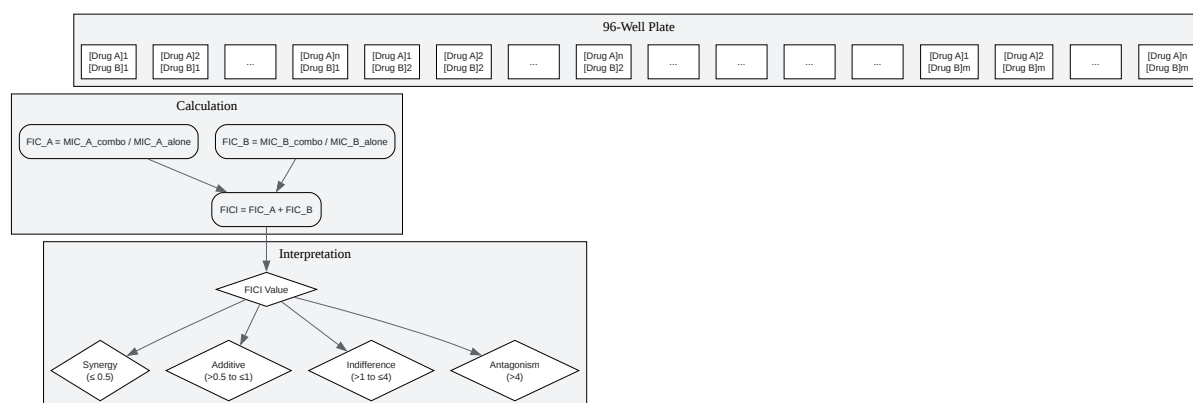 96-Well Plate
[Drug A]1
[Drug B]1
[Drug A]2
[Drug B]1
...
[Drug A]n
[Drug B]1
[Drug A]1
[Drug B]2
[Drug A]2
[Drug B]2
...
[Drug A]n
[Drug B]2
...
...
...
...
[Drug A]1
[Drug B]m
[Drug A]2
[Drug B]m
...
[Drug A]n
[Drug B]m
Calculation
FIC_A = MIC_A_combo / MIC_A_alone
FIC_B = MIC_B_combo / MIC_B_alone
FICI = FIC_A + FIC_B
Interpretation
FICI Value
Synergy
(≤ 0.5)
Additive
(>0.5 to ≤1)
Indifference
(>1 to ≤4)
Antagonism
(>4)